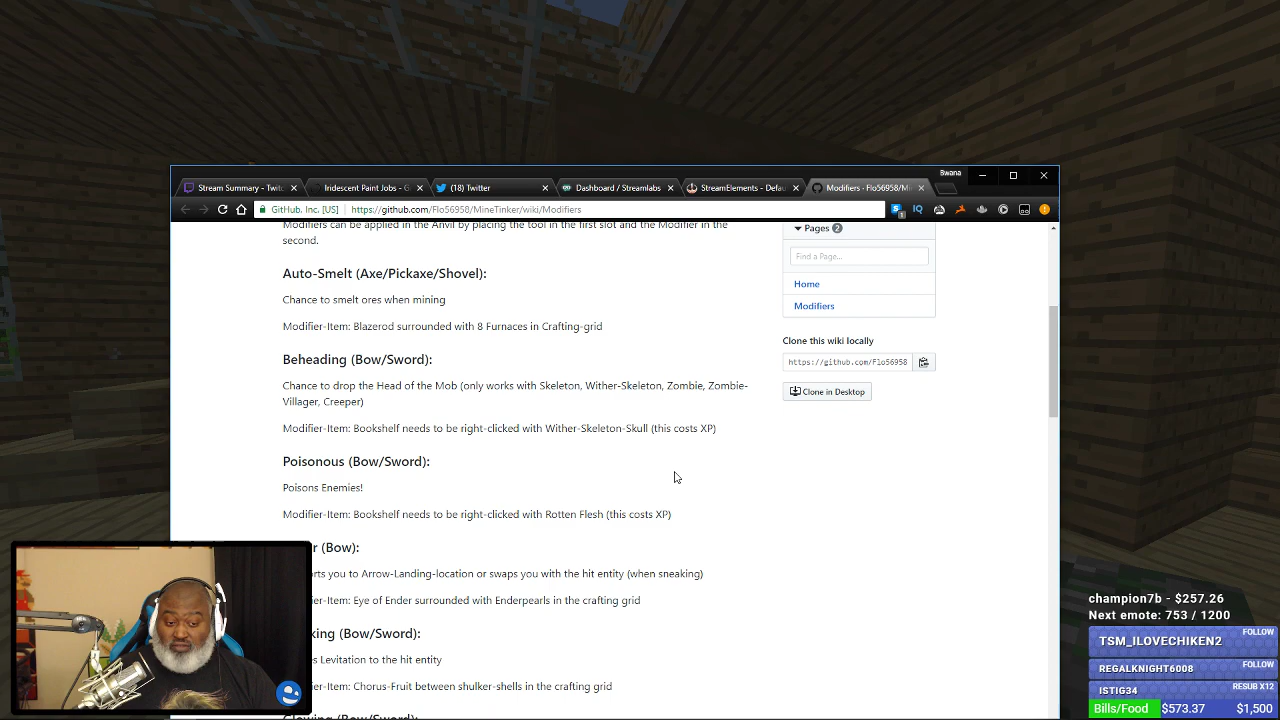 Bwana
Stream Summary - Twitc
Iridescent Paint Jobs - G
(18) Twitter
Dashboard / Streamlabs
StreamElements - Defau
Modifiers · Flo56958/Mi
GitHub, Inc. [US]
https://github.com/Flo56958/MineTinker/wiki/Modifiers
Modifiers can be applied in the Anvil by placing the tool in the first slot and the Modifier in the
second.
Auto-Smelt (Axe/Pickaxe/Shovel):
Chance to smelt ores when mining
Modifier-Item: Blazerod surrounded with 8 Furnaces in Crafting-grid
Beheading (Bow/Sword):
Chance to drop the Head of the Mob (only works with Skeleton, Wither-Skeleton, Zombie, Zombie-
Villager, Creeper)
Modifier-Item: Bookshelf needs to be right-clicked with Wither-Skeleton-Skull (this costs XP)
Poisonous (Bow/Sword):
Poisons Enemies!
Modifier-Item: Bookshelf needs to be right-clicked with Rotten Flesh (this costs XP)
r (Bow):
orts you to Arrow-Landing-location or swaps you with the hit entity (when sneaking)
ier-Item: Eye of Ender surrounded with Enderpearls in the crafting grid
king (Bow/Sword):
s Levitation to the hit entity
ier-Item: Chorus-Fruit between shulker-shells in the crafting grid
Glowing (Bow/Sword):
Pages 2
Find a Page...
Home
Modifiers
Clone this wiki locally
https://github.com/Flo56958
Clone in Desktop
champion7b - $257.26
Next emote: 753 / 1200
FOLLOW
TSM_ILOVECHIKEN2
FOLLOW
REGALKNIGHT6008
RESUB X12
ISTIG34
Bills/Food $573.37 $1,500